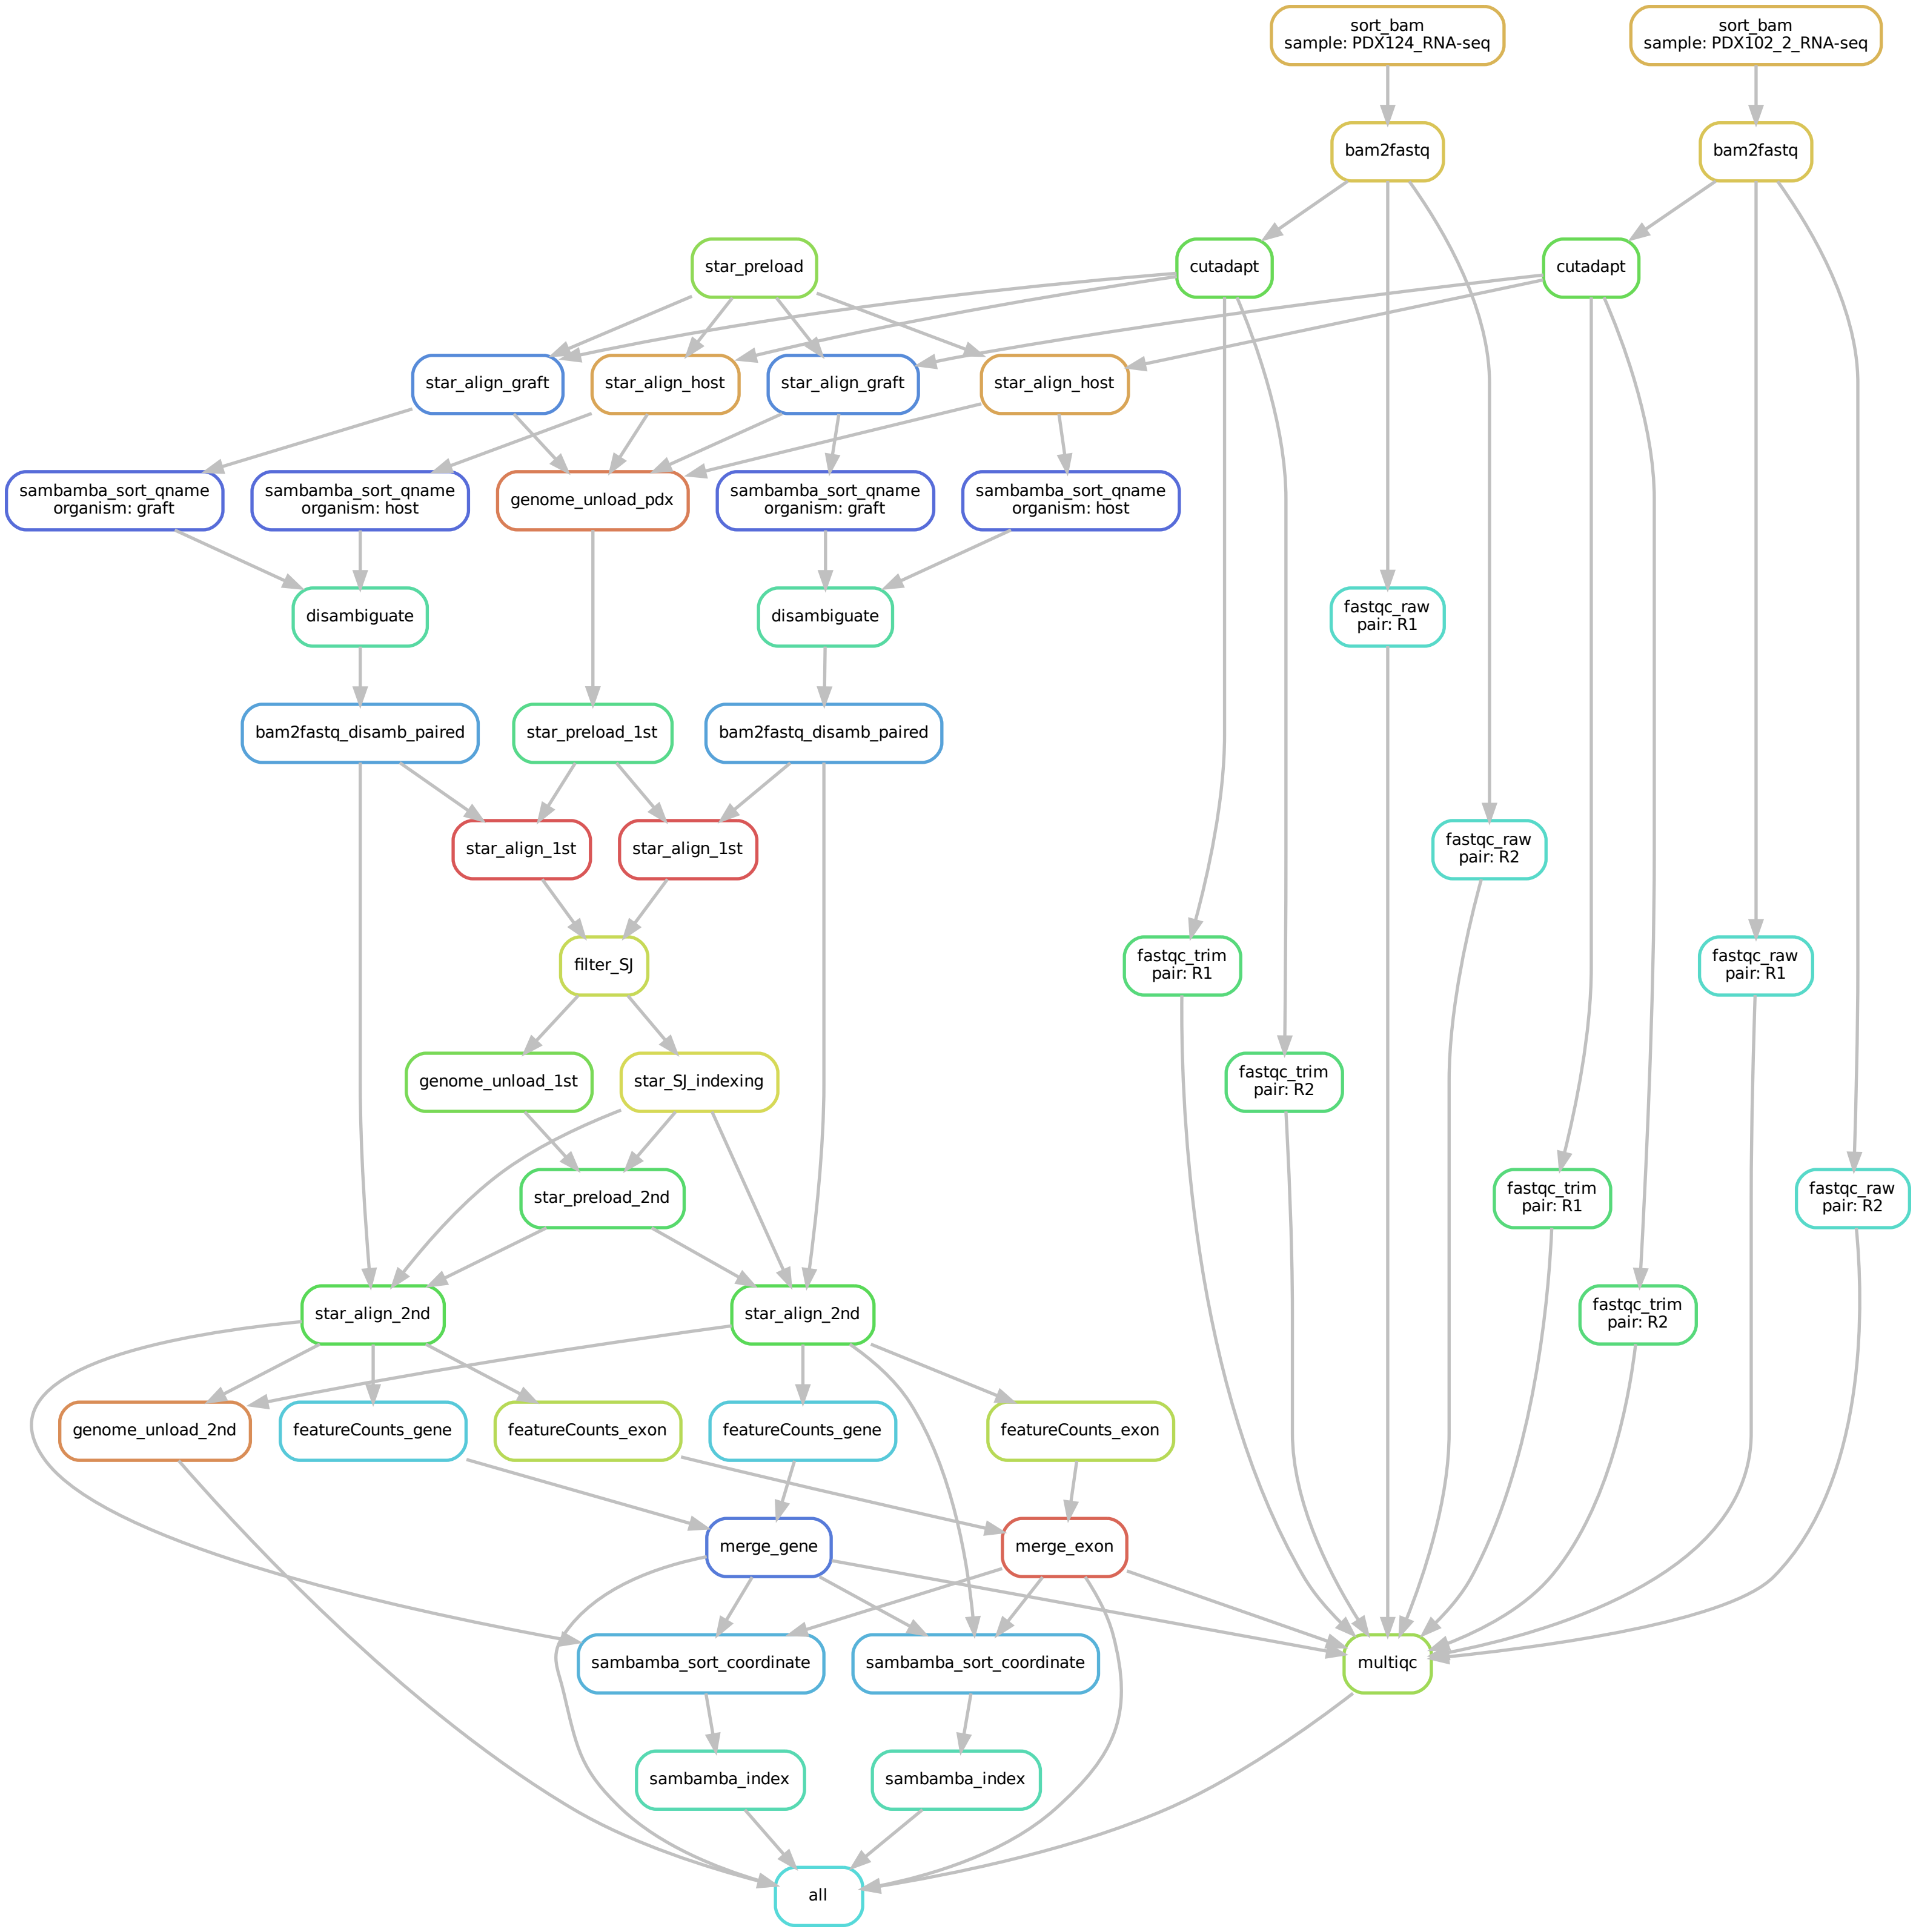 sort_bam
sample: PDX124_RNA-seq
sort_bam
sample: PDX102_2_RNA-seq
bam2fastq
bam2fastq
star_preload
cutadapt
cutadapt
star_align_graft
star_align_host
star_align_graft
star_align_host
sambamba_sort_qname
organism: graft
sambamba_sort_qname
organism: host
genome_unload_pdx
sambamba_sort_qname
organism: graft
sambamba_sort_qname
organism: host
disambiguate
disambiguate
fastqc_raw
pair: R1
bam2fastq_disamb_paired
star_preload_1st
bam2fastq_disamb_paired
star_align_1st
star_align_1st
fastqc_raw
pair: R2
filter_SJ
fastqc_trim
pair: R1
fastqc_raw
pair: R1
genome_unload_1st
star_SJ_indexing
fastqc_trim
pair: R2
star_preload_2nd
fastqc_trim
pair: R1
fastqc_raw
pair: R2
star_align_2nd
star_align_2nd
fastqc_trim
pair: R2
genome_unload_2nd
featureCounts_gene
featureCounts_exon
featureCounts_gene
featureCounts_exon
merge_gene
merge_exon
sambamba_sort_coordinate
sambamba_sort_coordinate
multiqc
sambamba_index
sambamba_index
all